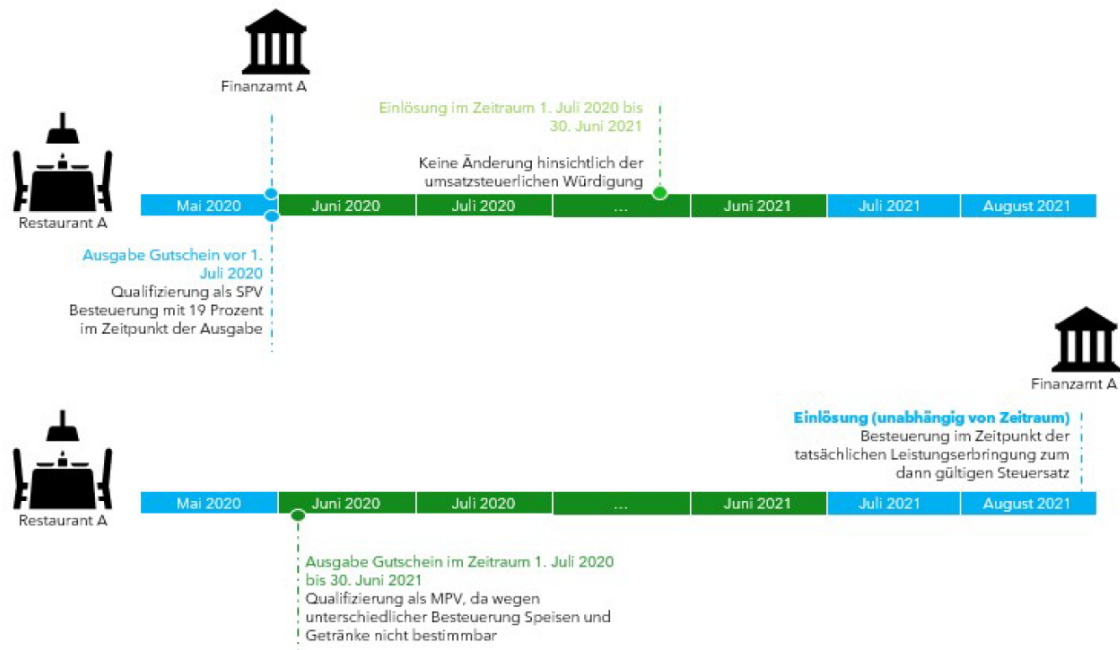 Finanzamt A
Einlösung im Zeitraum 1. Juli 2020 bis
30. Juni 2021
Keine Änderung hinsichtlich der
umsatzsteuerlichen Würdigung
Restaurant A
Mai 2020
Juni 2020
Juli 2020
...
Juni 2021
Juli 2021
August 2021
Ausgabe Gutschein vor 1.
Juli 2020
Qualifizierung als SPV
Besteuerung mit 19 Prozent
im Zeitpunkt der Ausgabe
Finanzamt A
Einlösung (unabhängig von Zeitraum)
Besteuerung im Zeitpunkt der
tatsächlichen Leistungserbringung zum
dann gültigen Steuersatz
Restaurant A
Mai 2020
Juni 2020
Juli 2020
...
Juni 2021
Juli 2021
August 2021
Ausgabe Gutschein im Zeitraum 1. Juli 2020
bis 30. Juni 2021
Qualifizierung als MPV, da wegen
unterschiedlicher Besteuerung Speisen und
Getränke nicht bestimmbar